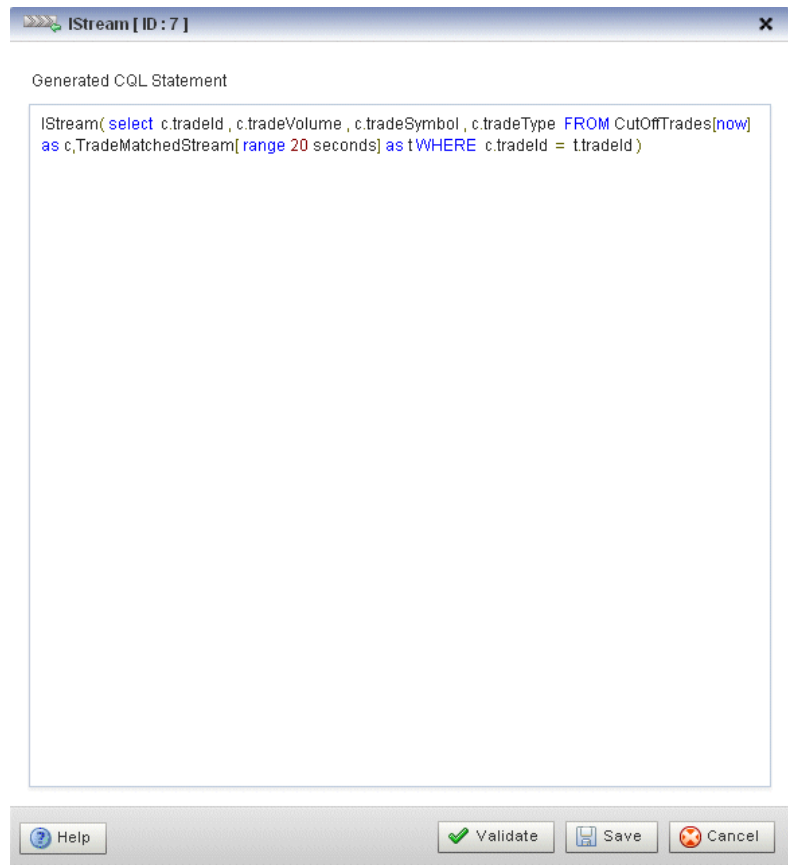 IStream [ ID : 7 ]
Generated CQL Statement
IStream( select c.tradeId , c.tradeVolume , c.tradeSymbol , c.tradeType FROM CutOffTrades[now]
as c,TradeMatchedStream[ range 20 seconds] as t WHERE c.tradeId = t.tradeId )
Help Validate Save Cancel